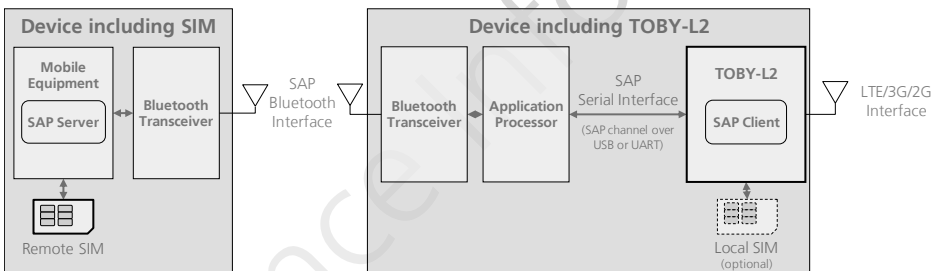 Device including SIM
Mobile
Equipment
SAP Server
Bluetooth
Transceiver
Remote SIM
SAP
Bluetooth
Interface
Device including TOBY-L2
Bluetooth
Transceiver
Application
Processor
SAP
Serial Interface
(SAP channel over
USB or UART)
TOBY-L2
SAP Client
Local SIM
(optional)
LTE/3G/2G
Interface